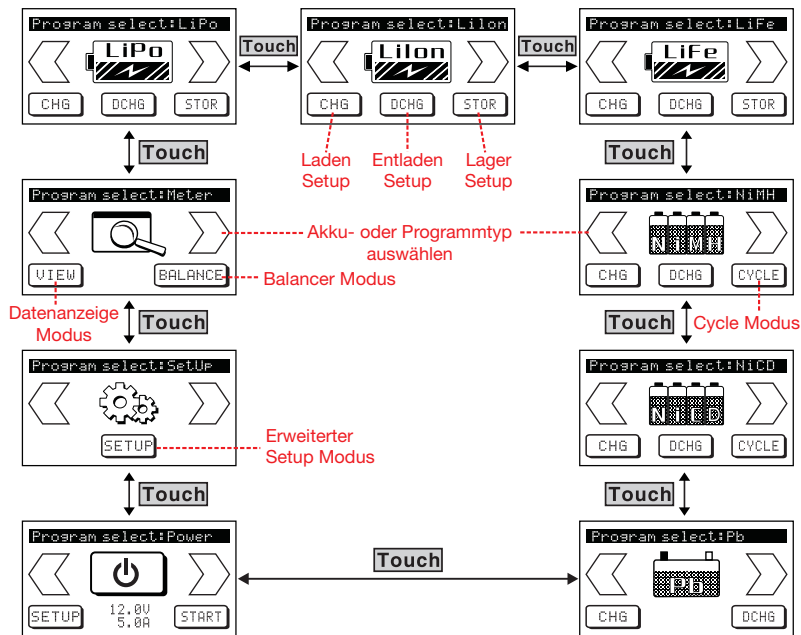 Program select:LiPo
LiPo
CHG DCHG STOR
Touch
Program select:LiIon
LiIon
CHG DCHG STOR
Touch
Program select:LiFe
LiFe
CHG DCHG STOR
Laden
Setup
Entladen
Setup
Lager
Setup
Touch
Touch
Program select:Meter
VIEW BALANCE
Akku- oder Programmtyp
auswählen
Balancer Modus
Datenanzeige
Modus
Program select:NiMH
NiMH
CHG DCHG CYCLE
Cycle Modus
Touch
Touch
Program select:SetUp
SETUP
Erweiterter
Setup Modus
Program select:NiCD
NiCD
CHG DCHG CYCLE
Touch
Touch
Program select:Power
SETUP 12.0V START
5.0A
Touch
Program select:Pb
Pb
CHG DCHG